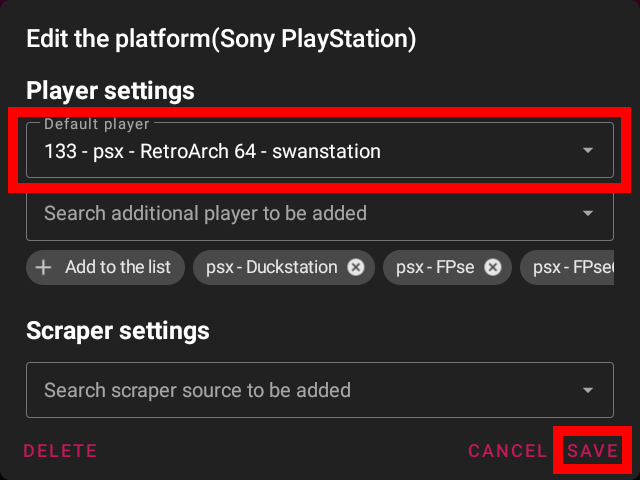 Edit the platform(Sony PlayStation)
Player settings
Default player
133 - psx - RetroArch 64 - swanstation
Search additional player to be added
Add to the list psx - Duckstation psx - FPse psx - FPse
Scraper settings
Search scraper source to be added
DELETE CANCEL SAVE